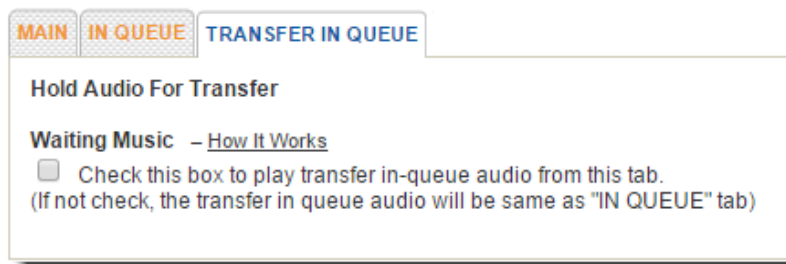 MAIN IN QUEUE TRANSFER IN QUEUE
Hold Audio For Transfer
Waiting Music – How It Works
Check this box to play transfer in-queue audio from this tab.
(If not check, the transfer in queue audio will be same as "IN QUEUE" tab)